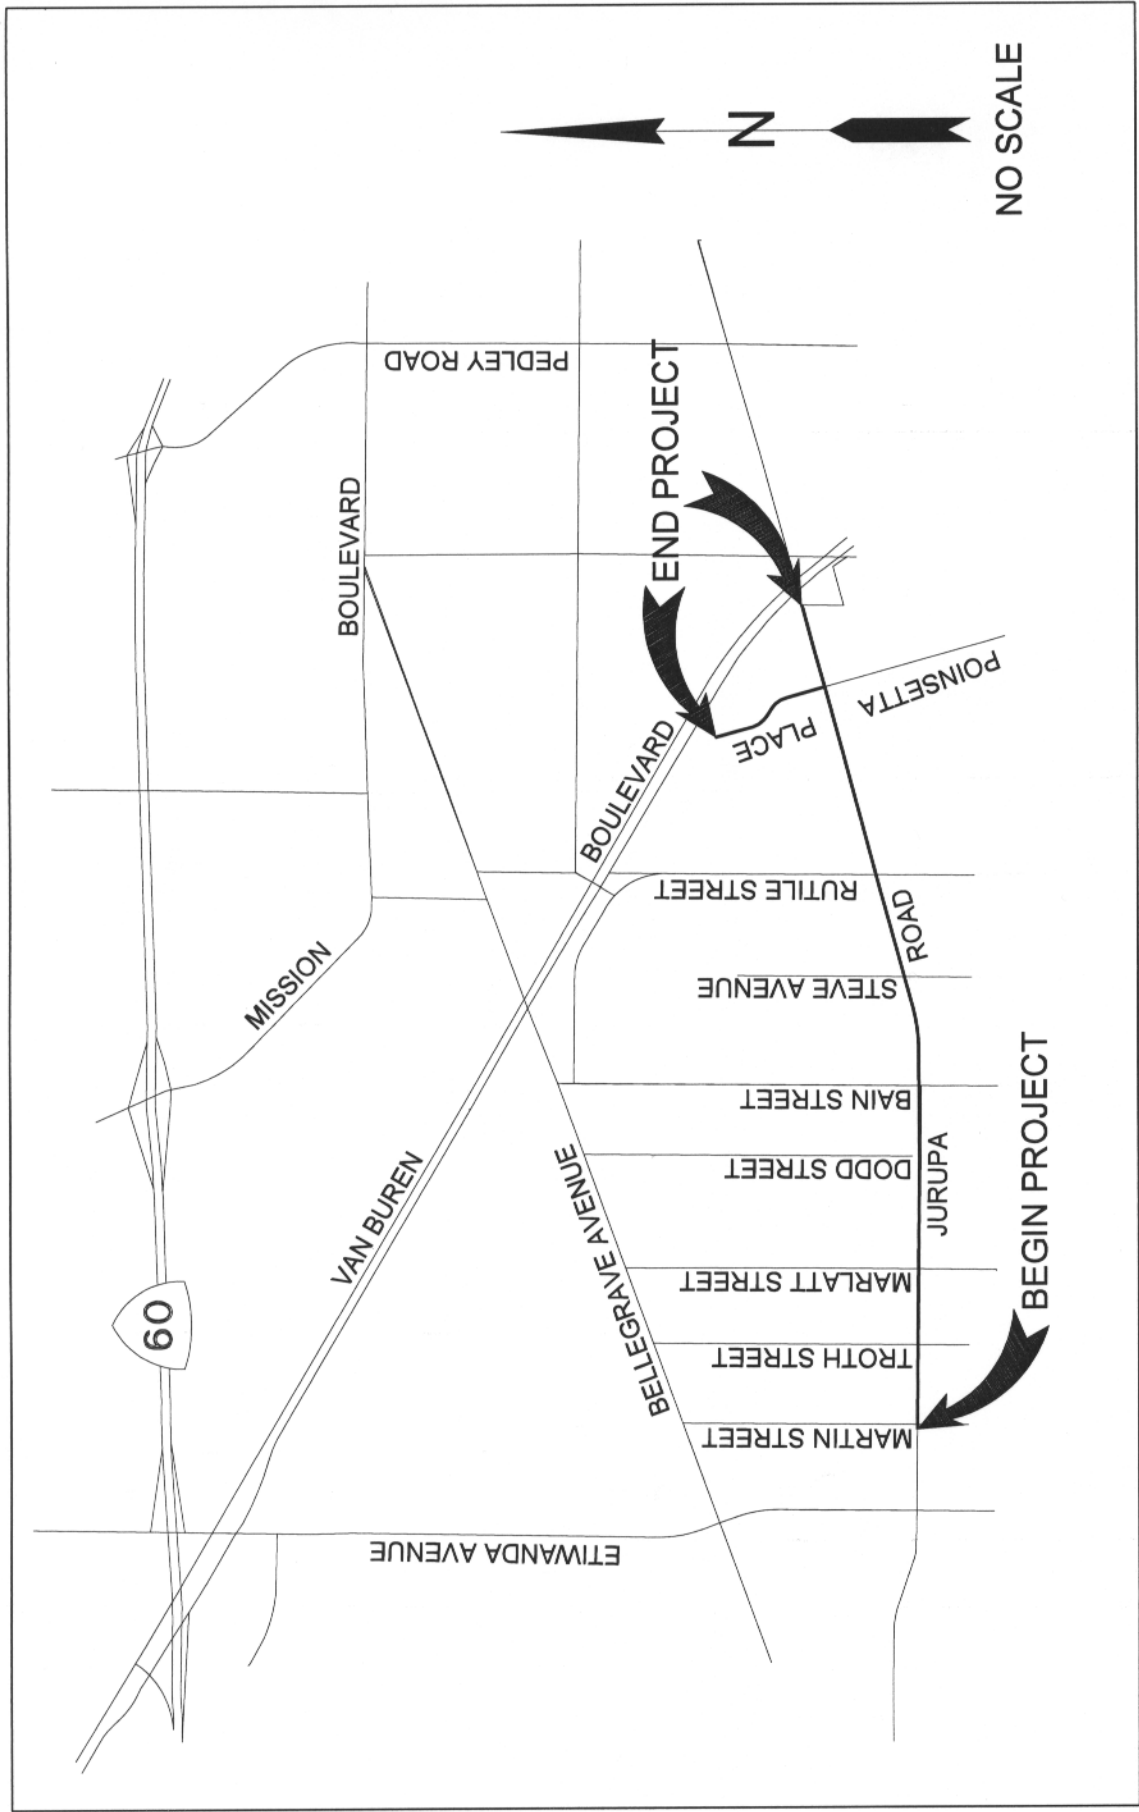 60
MISSION
BOULEVARD
PEDLEY ROAD
VAN BUREN
BOULEVARD
ETIWANDA AVENUE
BELLEGRAVE AVENUE
END PROJECT
MARTIN STREET
TROTH STREET
MARLATT STREET
DODD STREET
BAIN STREET
STEVE AVENUE
RUTILE STREET
POINSETTA
PLACE
JURUPA
ROAD
BEGIN PROJECT
N
NO SCALE